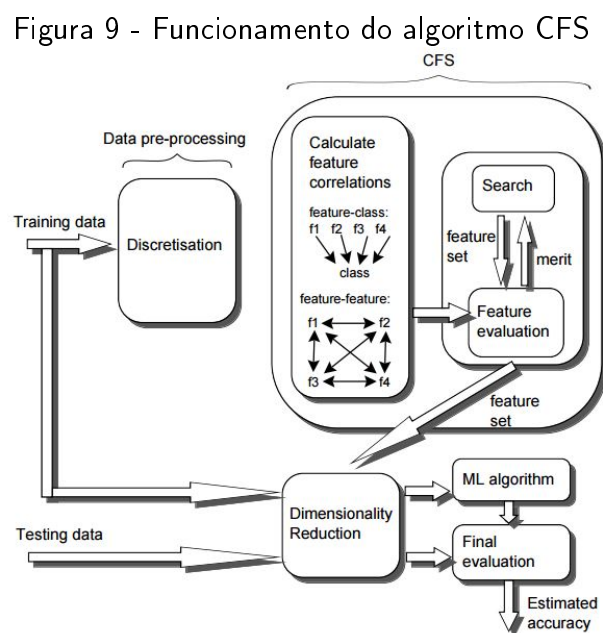 Figura 9 - Funcionamento do algoritmo CFS
CFS
Data pre-processing
Training data
Discretisation
Calculate
feature
correlations
feature-class:
f1 f2 f3 f4
class
feature-feature:
f1 f2
f3 f4
Search
feature
set
merit
Feature
evaluation
feature
set
Dimensionality
Reduction
ML algorithm
Testing data
Final
evaluation
Estimated
accuracy